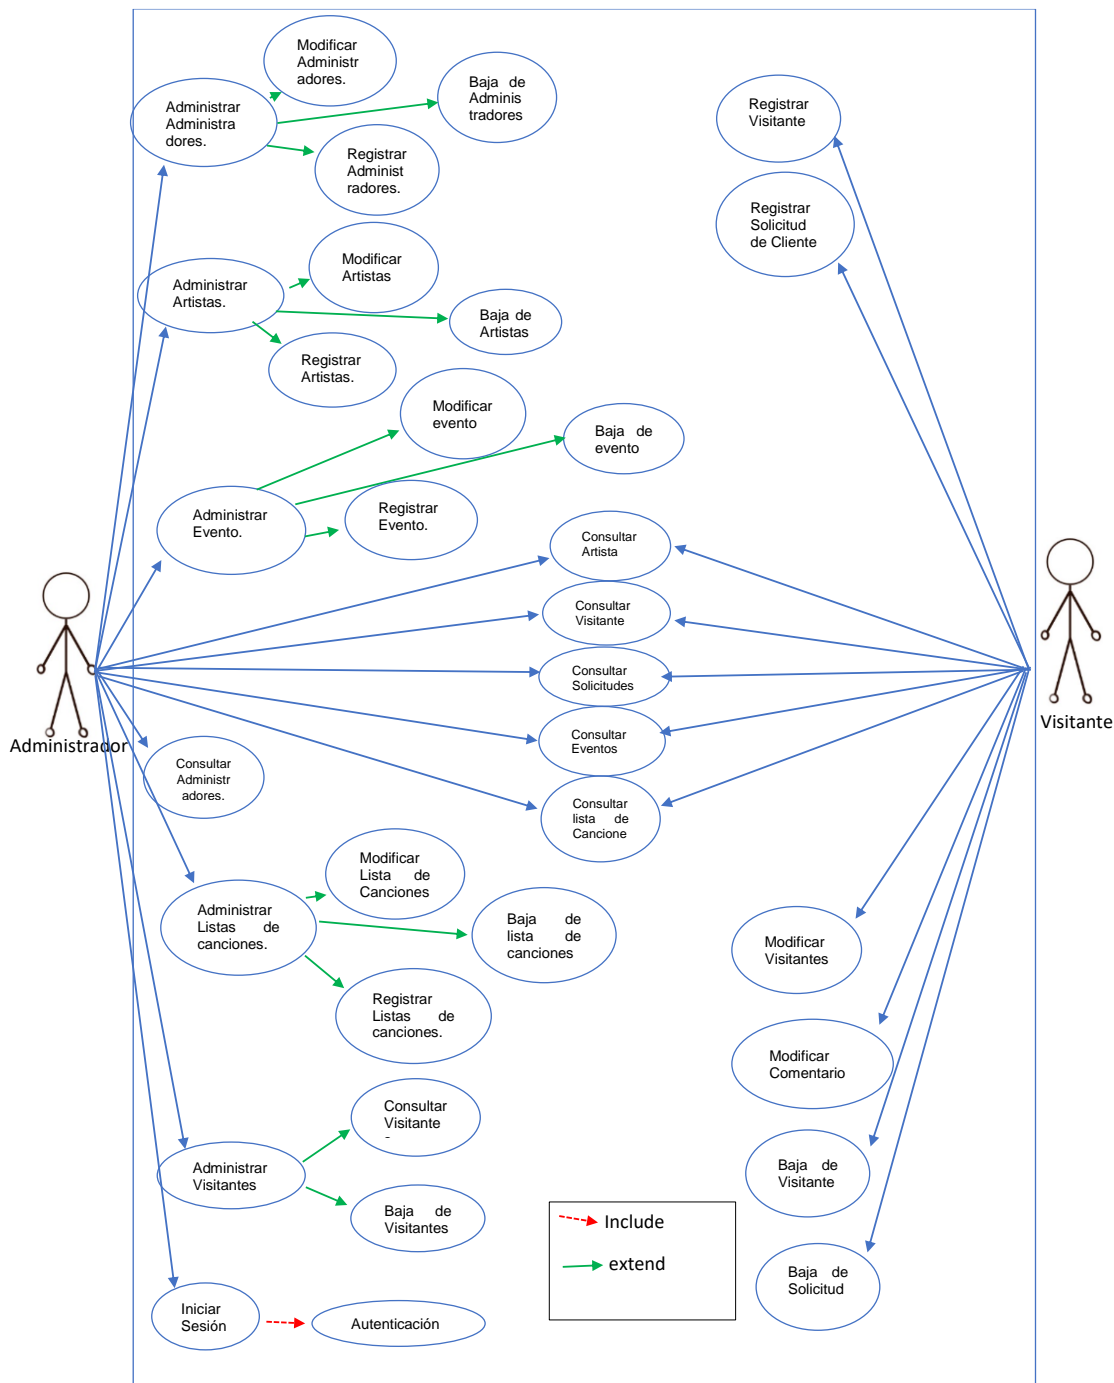 Modificar
Administr
adores.
Baja de
Adminis
tradores
Administrar
Administra
dores.
Registrar
Administ
radores.
Registrar
Visitante
Registrar
Solicitud
de Cliente
Modificar
Artistas
Administrar
Artistas.
Baja de
Artistas
Registrar
Artistas.
Modificar
evento
Baja de
evento
Administrar
Evento.
Registrar
Evento.
Consultar
Artista
Consultar
Visitante
Consultar
Solicitudes
Consultar
Eventos
Consultar
lista de
Cancione
Administrador
Visitante
Consultar
Administr
adores.
Modificar
Lista de
Canciones
Administrar
Listas de
canciones.
Baja de
lista de
canciones
Registrar
Listas de
canciones.
Modificar
Visitantes
Modificar
Comentario
Consultar
Visitante
Administrar
Visitantes
Baja de
Visitantes
Baja de
Visitante
Include
extend
Baja de
Solicitud
Iniciar
Sesión
Autenticación